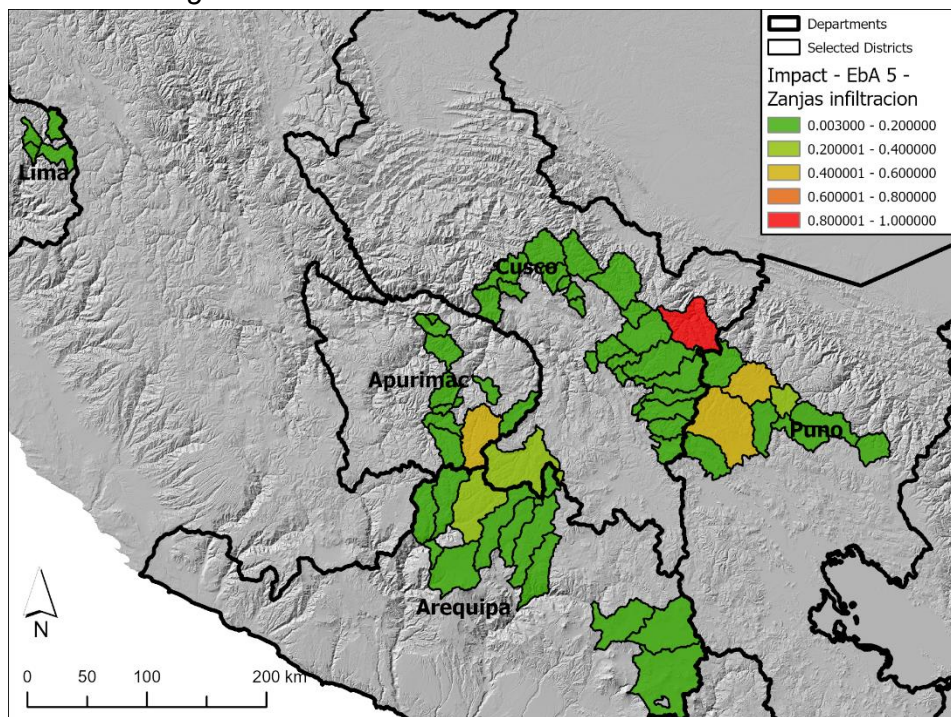 Departments
Selected Districts
Impact - EbA 5 -
Zanjas infiltracion
0.003000 - 0.200000
0.200001 - 0.400000
0.400001 - 0.600000
0.600001 - 0.800000
0.800001 - 1.000000
Lima
Cusco
Apurimac
Puno
Arequipa
N
0 50 100 200 km